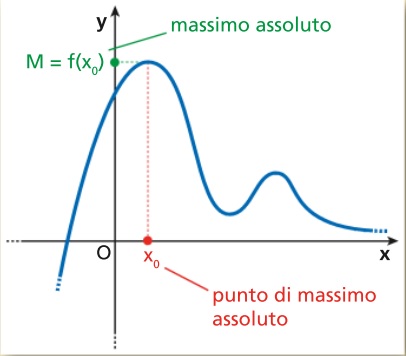 y
massimo assoluto
M = f(x₀)
O
x₀
x
punto di massimo
assoluto